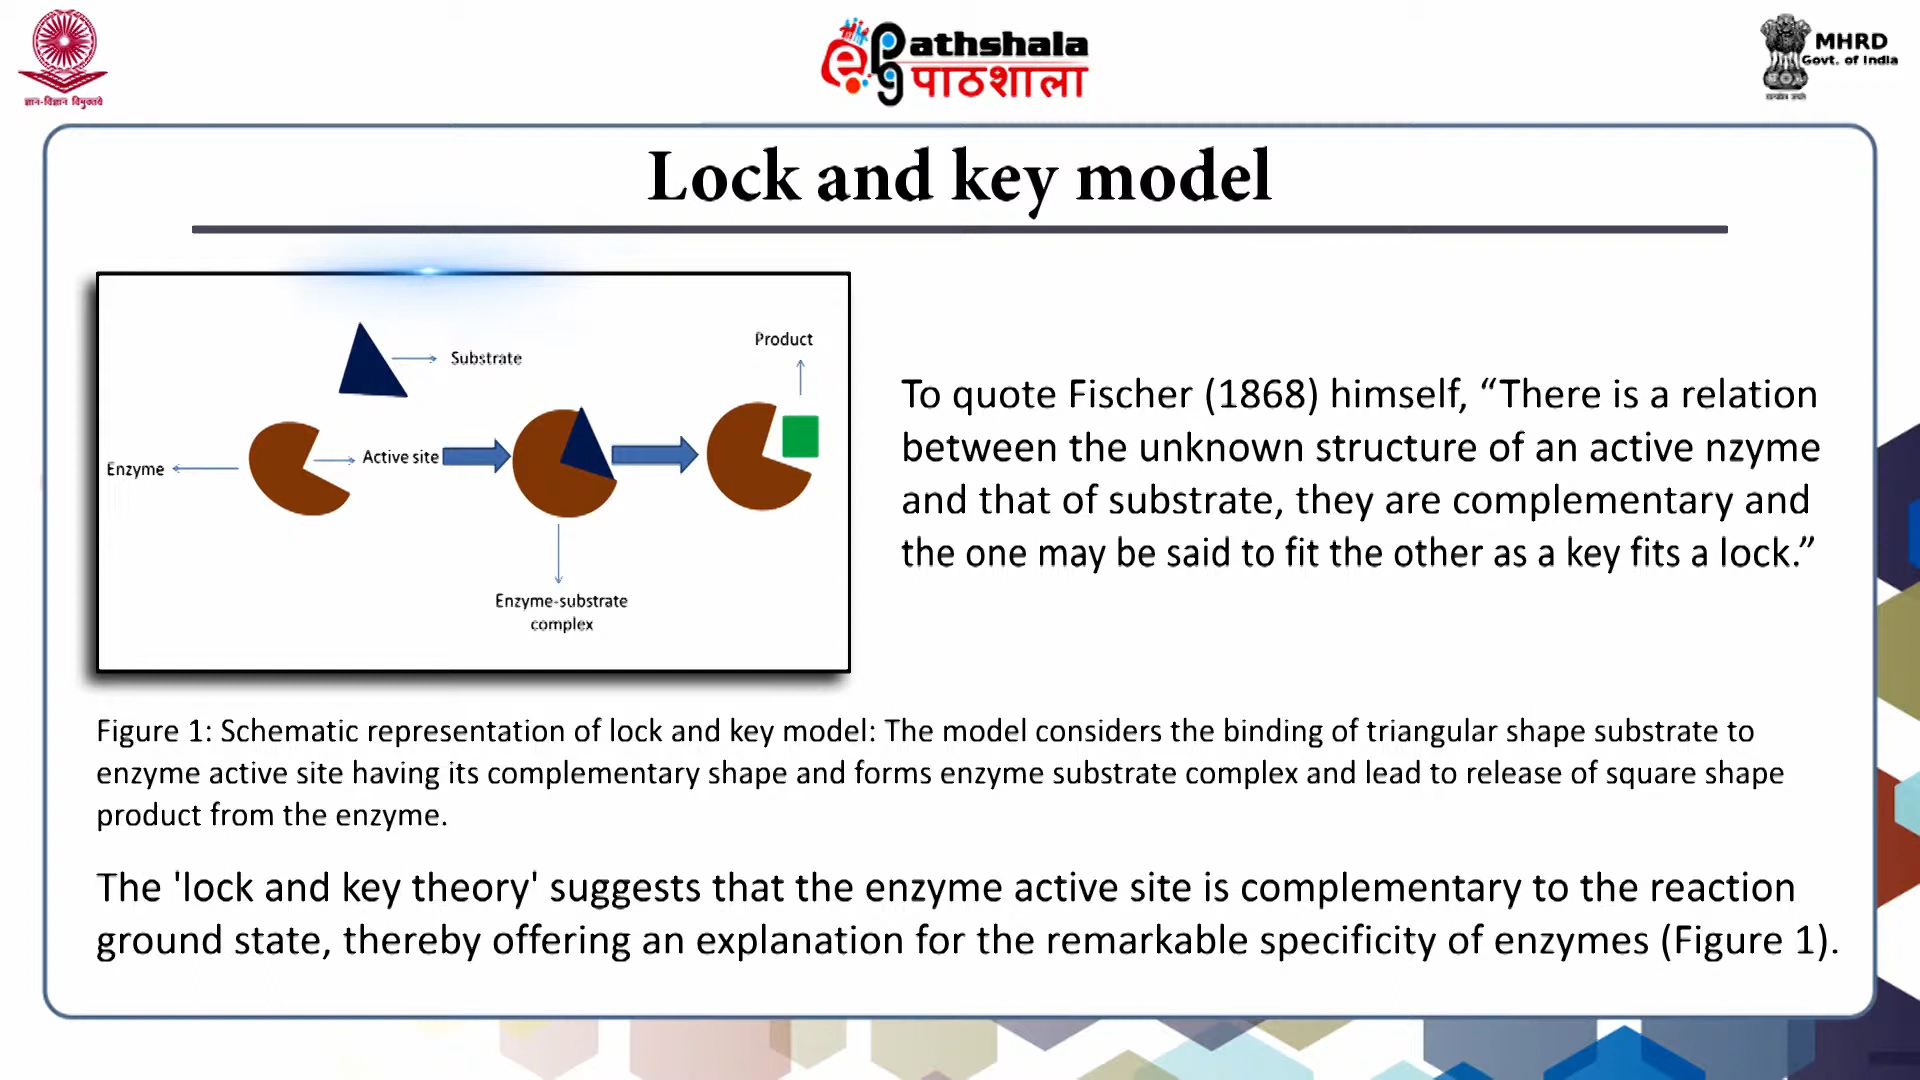 ज्ञान-विज्ञान विमुक्तये
ePg Pathshala
पाठशाला
MHRD
Govt. of India
Lock and key model
Product
Substrate
Active site
Enzyme
Enzyme-substrate
complex
To quote Fischer (1868) himself, “There is a relation
between the unknown structure of an active nzyme
and that of substrate, they are complementary and
the one may be said to fit the other as a key fits a lock.”
Figure 1: Schematic representation of lock and key model: The model considers the binding of triangular shape substrate to
enzyme active site having its complementary shape and forms enzyme substrate complex and lead to release of square shape
product from the enzyme.
The 'lock and key theory' suggests that the enzyme active site is complementary to the reaction
ground state, thereby offering an explanation for the remarkable specificity of enzymes (Figure 1).